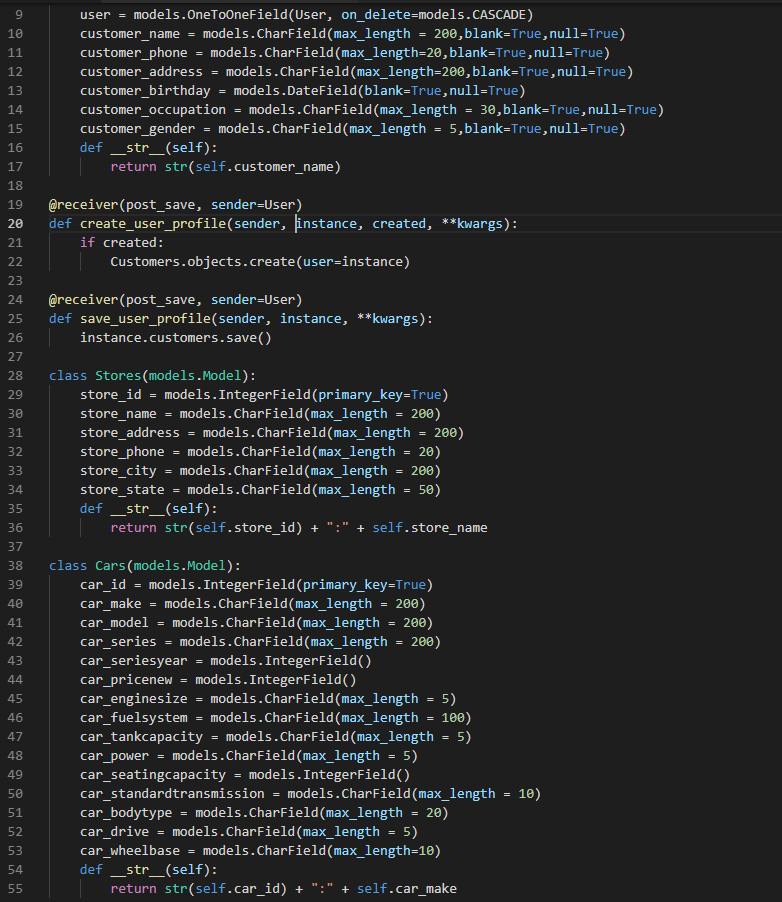 9 user = models.OneToOneField(User, on_delete=models.CASCADE)
10 customer_name = models.CharField(max_length = 200,blank=True,null=True)
11 customer_phone = models.CharField(max_length=20,blank=True,null=True)
12 customer_address = models.CharField(max_length=200,blank=True,null=True)
13 customer_birthday = models.DateField(blank=True,null=True)
14 customer_occupation = models.CharField(max_length = 30,blank=True,null=True)
15 customer_gender = models.CharField(max_length = 5,blank=True,null=True)
16 def __str__(self):
17 return str(self.customer_name)
18
19 @receiver(post_save, sender=User)
20 def create_user_profile(sender, instance, created, **kwargs):
21 if created:
22 Customers.objects.create(user=instance)
23
24 @receiver(post_save, sender=User)
25 def save_user_profile(sender, instance, **kwargs):
26 instance.customers.save()
27
28 class Stores(models.Model):
29 store_id = models.IntegerField(primary_key=True)
30 store_name = models.CharField(max_length = 200)
31 store_address = models.CharField(max_length = 200)
32 store_phone = models.CharField(max_length = 20)
33 store_city = models.CharField(max_length = 200)
34 store_state = models.CharField(max_length = 50)
35 def __str__(self):
36 return str(self.store_id) + ":" + self.store_name
37
38 class Cars(models.Model):
39 car_id = models.IntegerField(primary_key=True)
40 car_make = models.CharField(max_length = 200)
41 car_model = models.CharField(max_length = 200)
42 car_series = models.CharField(max_length = 200)
43 car_seriesyear = models.IntegerField()
44 car_pricenew = models.IntegerField()
45 car_enginesize = models.CharField(max_length = 5)
46 car_fuelsystem = models.CharField(max_length = 100)
47 car_tankcapacity = models.CharField(max_length = 5)
48 car_power = models.CharField(max_length = 5)
49 car_seatingcapacity = models.IntegerField()
50 car_standardtransmission = models.CharField(max_length = 10)
51 car_bodytype = models.CharField(max_length = 20)
52 car_drive = models.CharField(max_length = 5)
53 car_wheelbase = models.CharField(max_length=10)
54 def __str__(self):
55 return str(self.car_id) + ":" + self.car_make